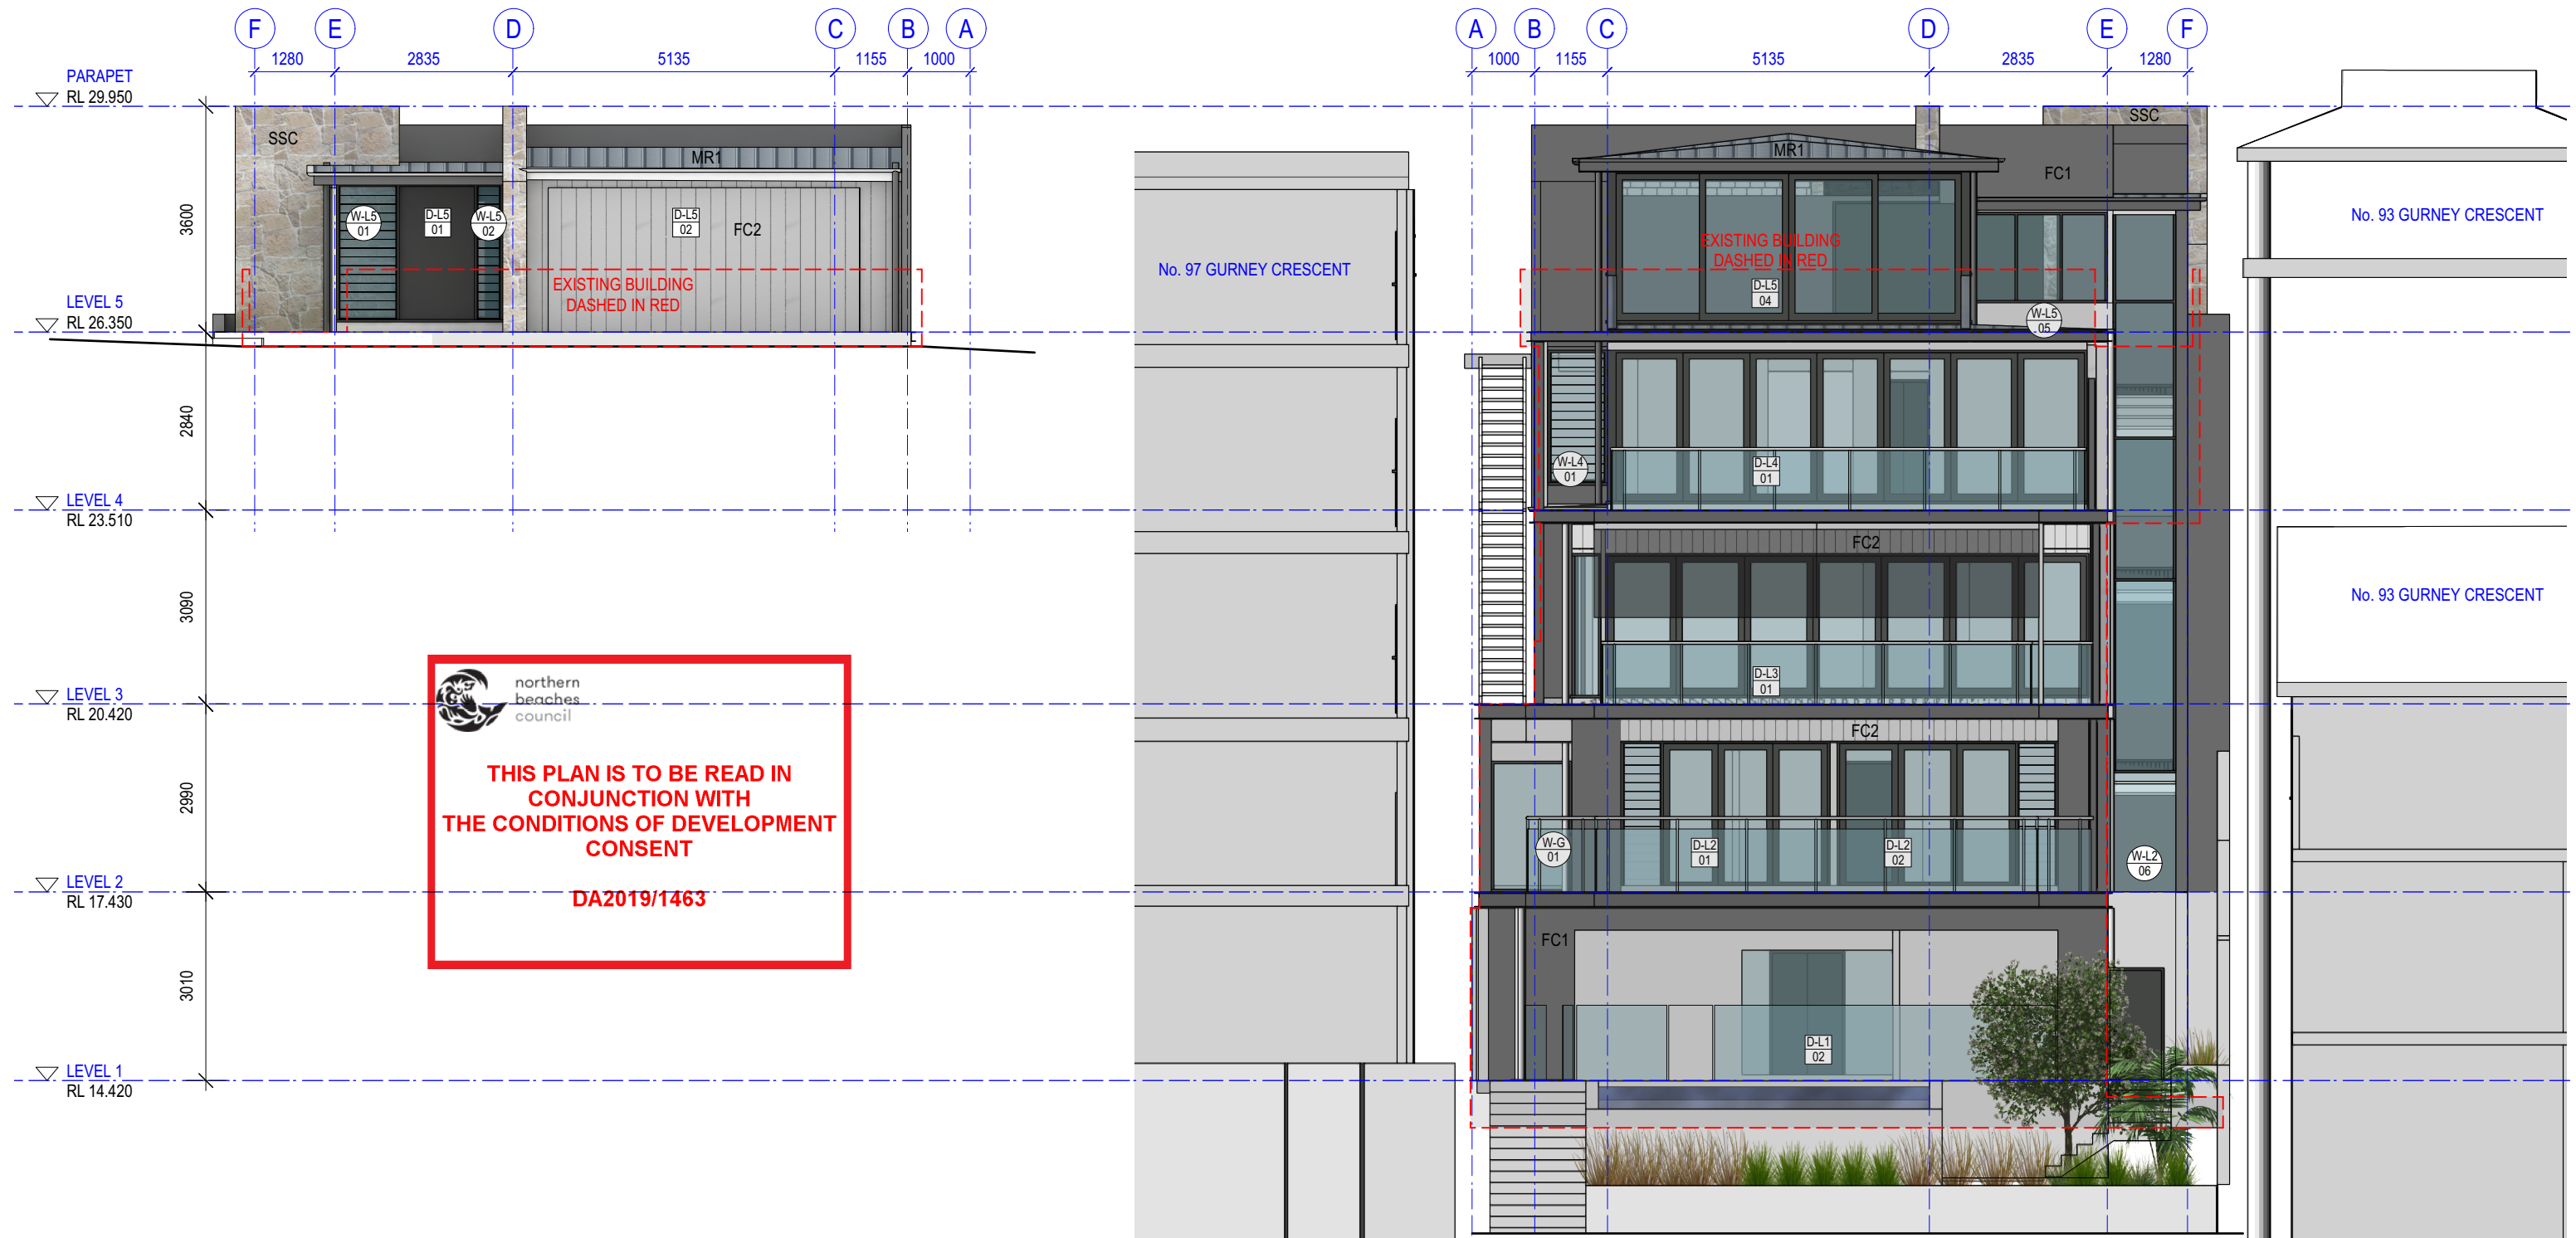 F E D C B A
1280 2835 5135 1155 1000
A B C D E F
1000 1155 5135 2835 1280
PARAPET
RL 29.950
SSC
MR1
W-L5
01
D-L5
01
W-L5
02
D-L5
02
FC2
3600
EXISTING BUILDING
DASHED IN RED
LEVEL 5
RL 26.350
2840
LEVEL 4
RL 23.510
3090
LEVEL 3
RL 20.420
2990
LEVEL 2
RL 17.430
3010
LEVEL 1
RL 14.420
northern
beaches
council
THIS PLAN IS TO BE READ IN
CONJUNCTION WITH
THE CONDITIONS OF DEVELOPMENT
CONSENT
DA2019/1463
No. 97 GURNEY CRESCENT
SSC
MR1
FC1
EXISTING BUILDING
DASHED IN RED
D-L5
04
W-L5
05
W-L4
01
D-L4
01
FC2
D-L3
01
FC2
W-G
01
D-L2
01
D-L2
02
W-L2
06
FC1
D-L1
02
No. 93 GURNEY CRESCENT
No. 93 GURNEY CRESCENT